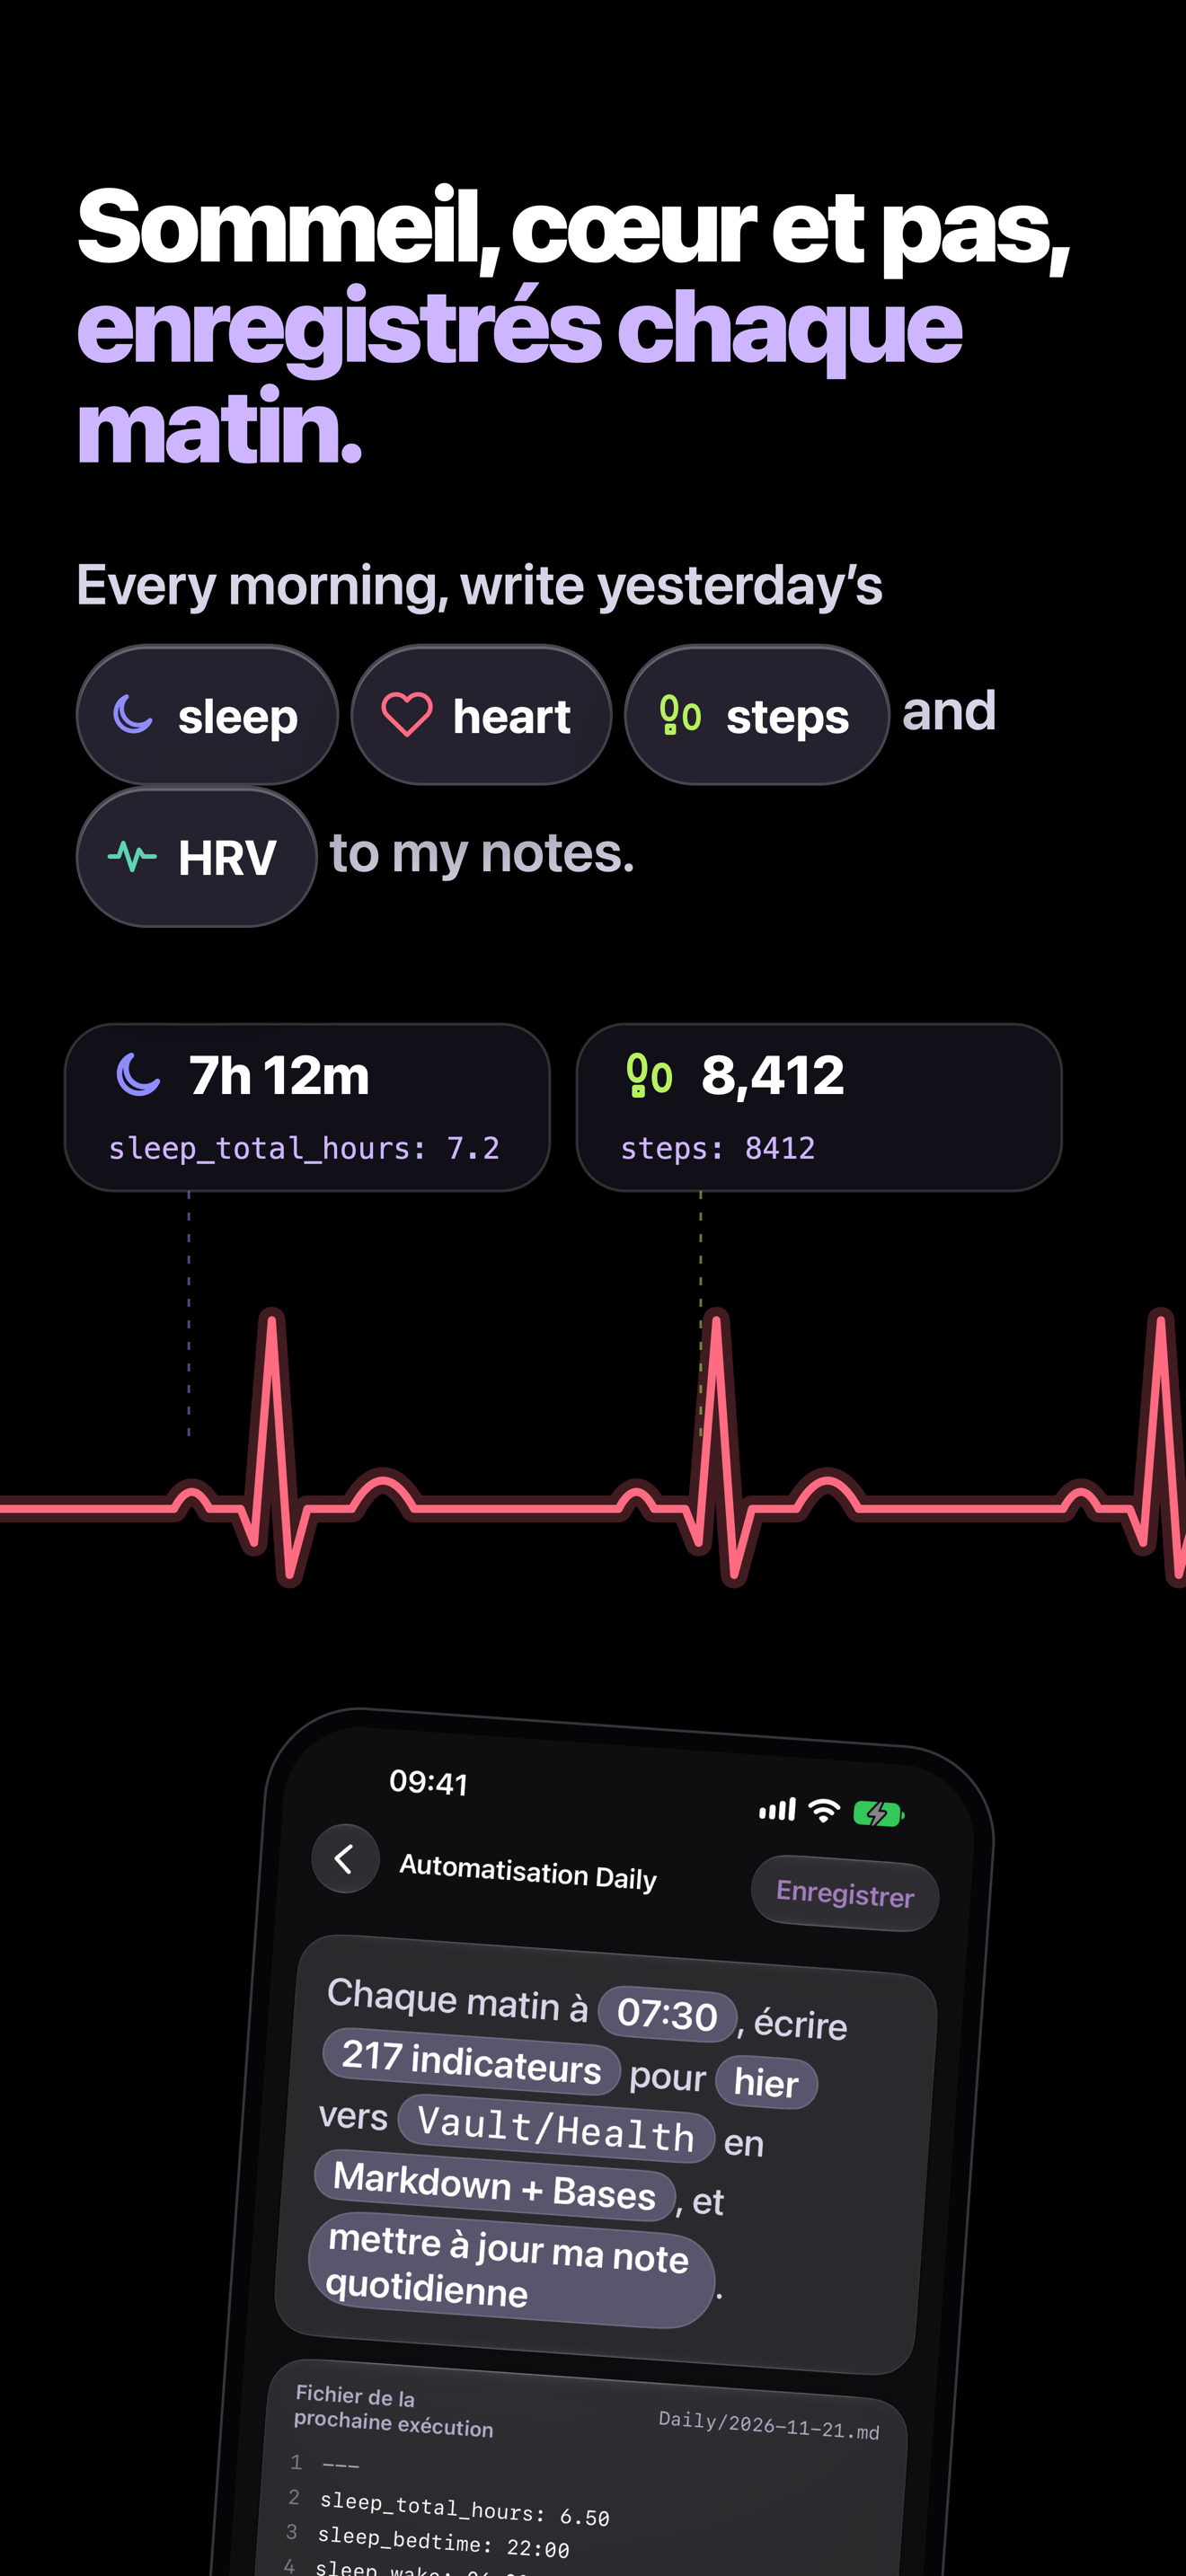 Sommeil, cœur et pas,
enregistrés chaque
matin.
Every morning, write yesterday’s
sleep heart steps and
HRV to my notes.
7h 12m
sleep_total_hours: 7.2
8,412
steps: 8412
09:41
Automatisation Daily
Enregistrer
Chaque matin à 07:30, écrire
217 indicateurs pour hier
vers Vault/Health en
Markdown + Bases, et
mettre à jour ma note
quotidienne.
Fichier de la
prochaine exécution
Daily/2026-11-21.md
1 ---
2 sleep_total_hours: 6.50
3 sleep_bedtime: 22:00
4